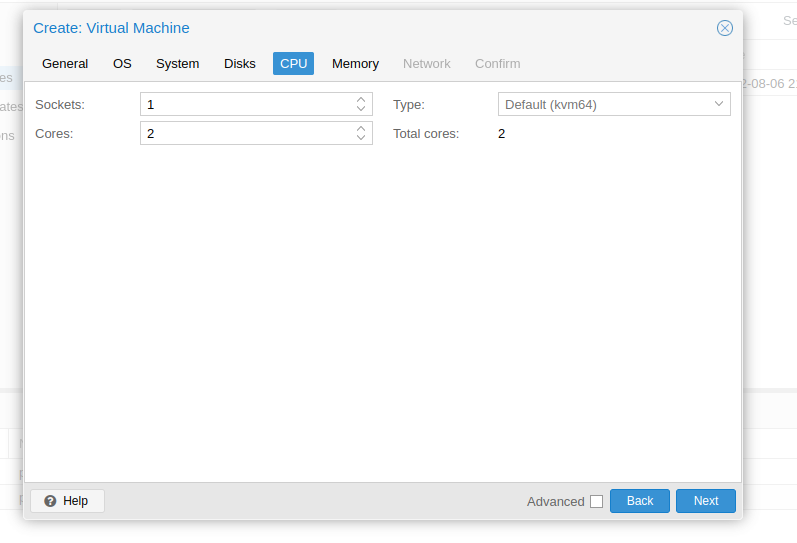 Create: Virtual Machine
General OS System Disks CPU Memory Network Confirm
Sockets: 1 Type: Default (kvm64)
Cores: 2 Total cores: 2
Help Advanced Back Next